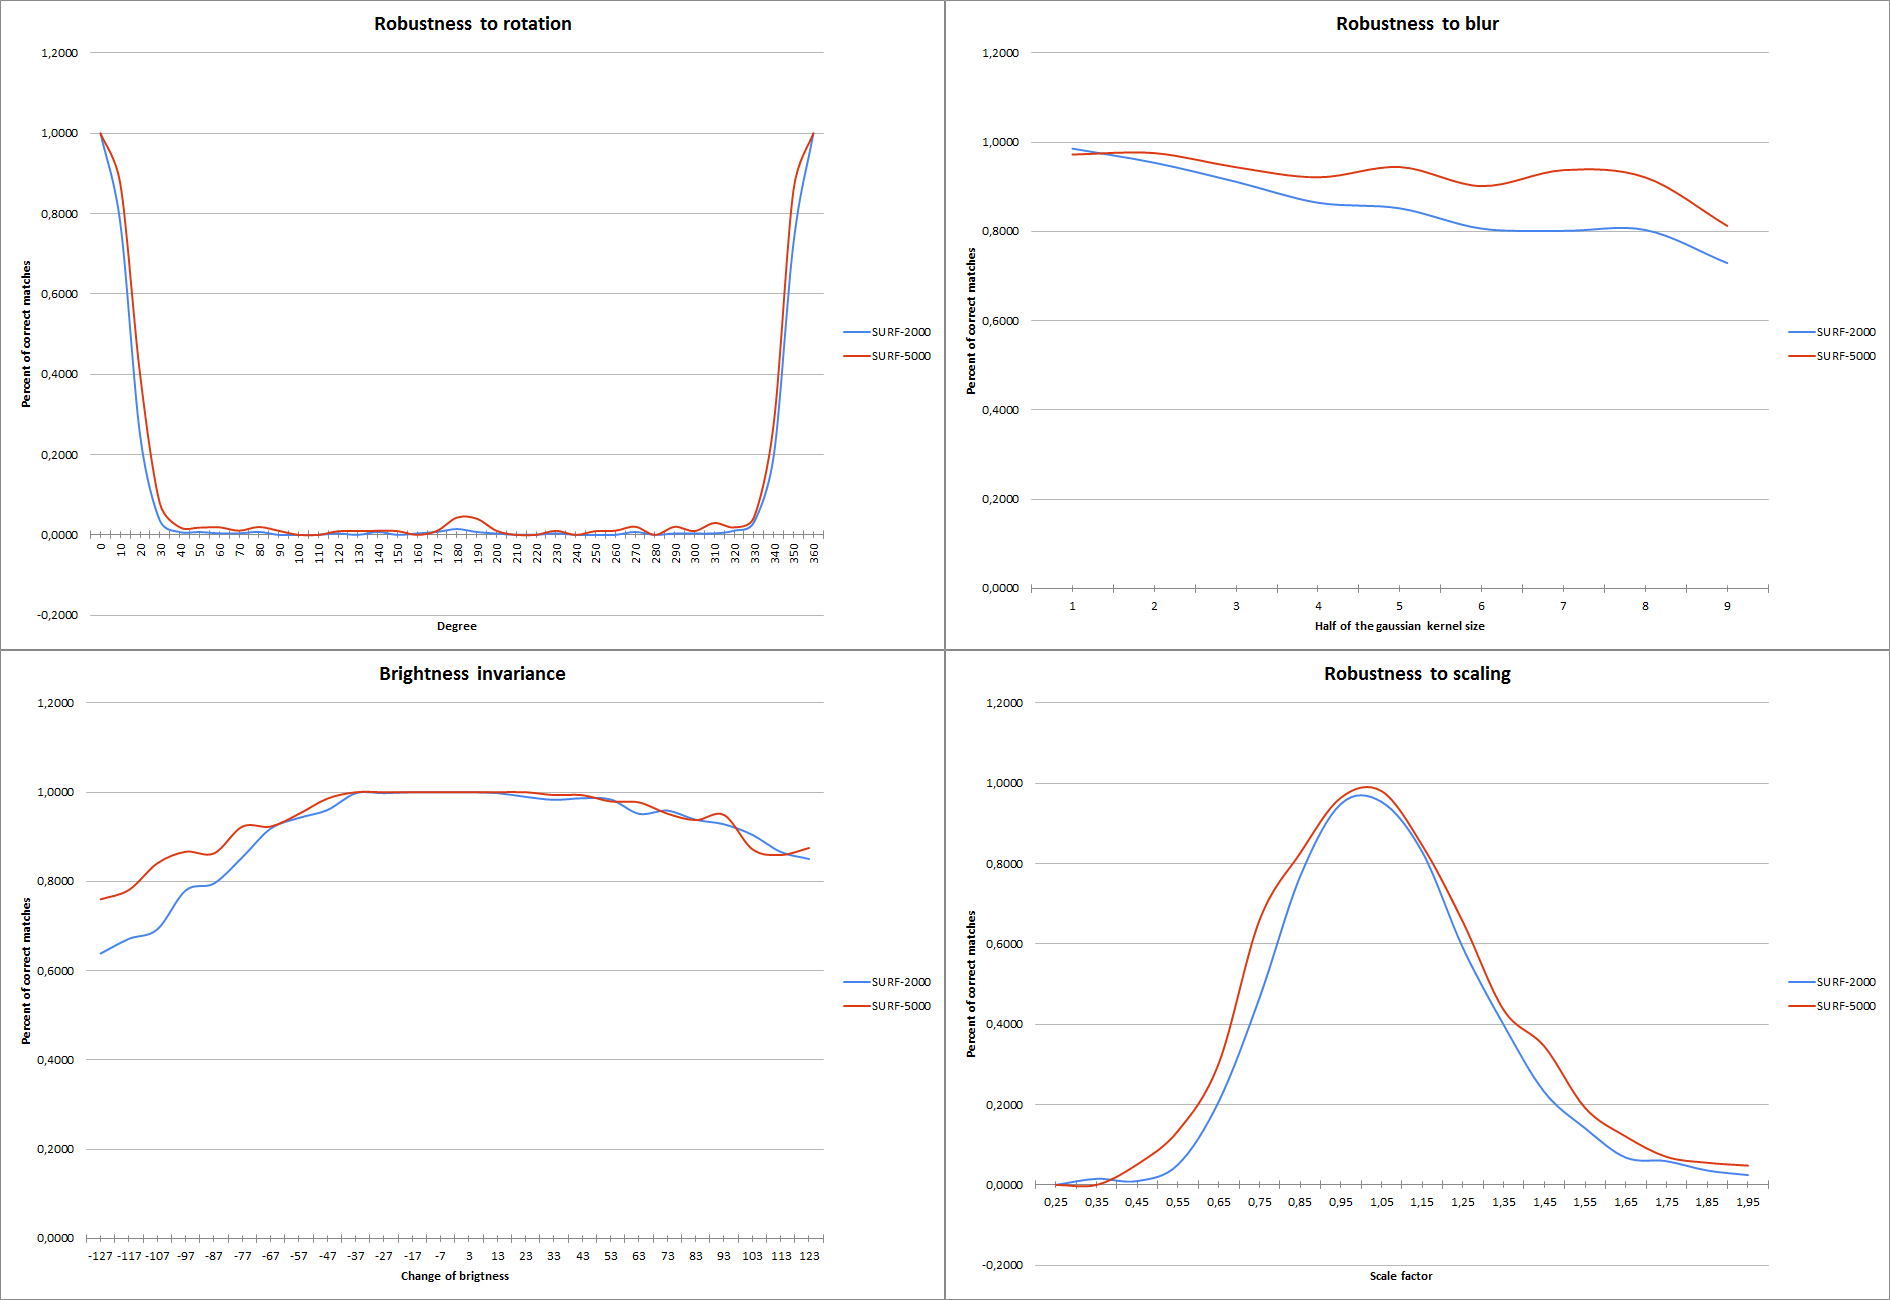 Robustness to rotation
1,2000
1,0000
0,8000
0,6000
0,4000
0,2000
0,0000
-0,2000
Percent of correct matches
0 10 20 30 40 50 60 70 80 90 100 110 120 130 140 150 160 170 180 190 200 210 220 230 240 250 260 270 280 290 300 310 320 330 340 350 360
Degree
SURF-2000
SURF-5000
Robustness to blur
1,2000
1,0000
0,8000
0,6000
0,4000
0,2000
0,0000
Percent of correct matches
1 2 3 4 5 6 7 8 9
Half of the gaussian kernel size
SURF-2000
SURF-5000
Brightness invariance
1,2000
1,0000
0,8000
0,6000
0,4000
0,2000
0,0000
Percent of correct matches
-127 -117 -107 -97 -87 -77 -67 -57 -47 -37 -27 -17 -7 3 13 23 33 43 53 63 73 83 93 103 113 123
Change of brigtness
SURF-2000
SURF-5000
Robustness to scaling
1,2000
1,0000
0,8000
0,6000
0,4000
0,2000
0,0000
-0,2000
Percent of correct matches
0,25 0,35 0,45 0,55 0,65 0,75 0,85 0,95 1,05 1,15 1,25 1,35 1,45 1,55 1,65 1,75 1,85 1,95
Scale factor
SURF-2000
SURF-5000